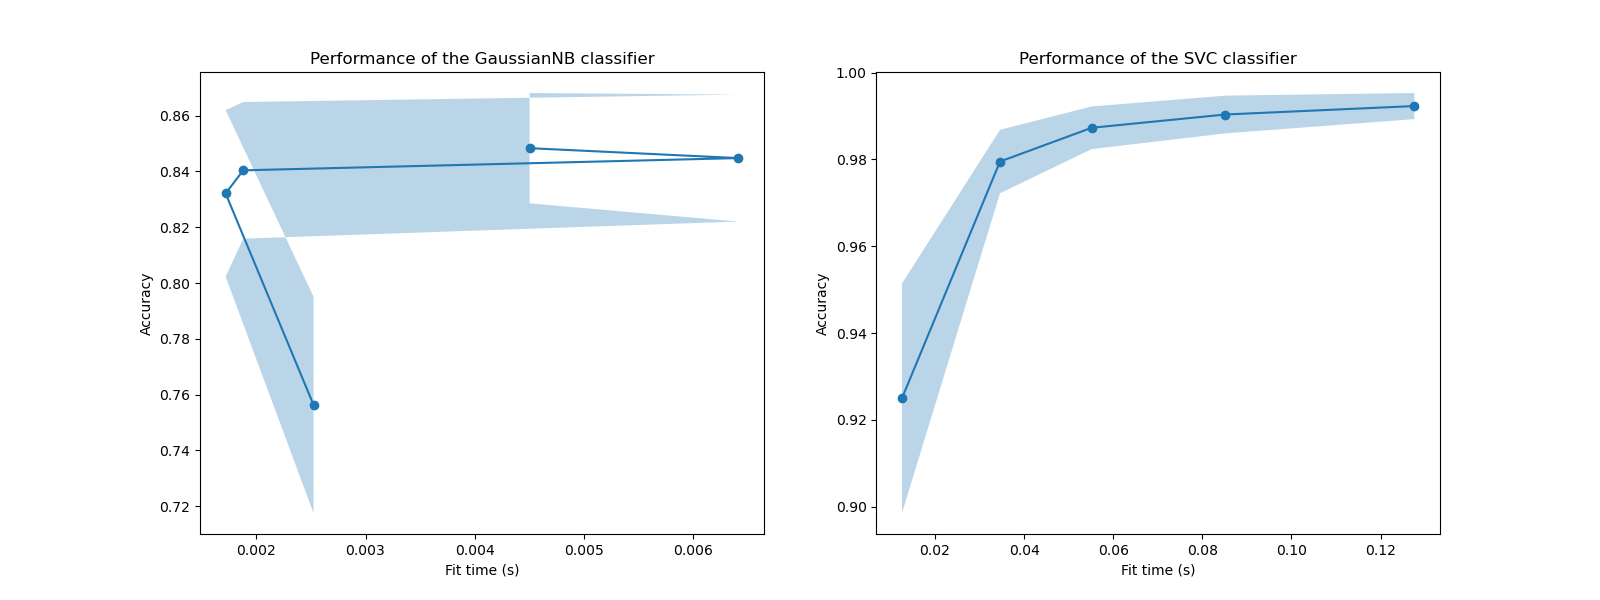 Performance of the GaussianNB classifier
0.86
0.84
0.82
0.80
0.78
0.76
0.74
0.72
Accuracy
0.002 0.003 0.004 0.005 0.006
Fit time (s)
Performance of the SVC classifier
1.00
0.98
0.96
0.94
0.92
0.90
Accuracy
0.02 0.04 0.06 0.08 0.10 0.12
Fit time (s)